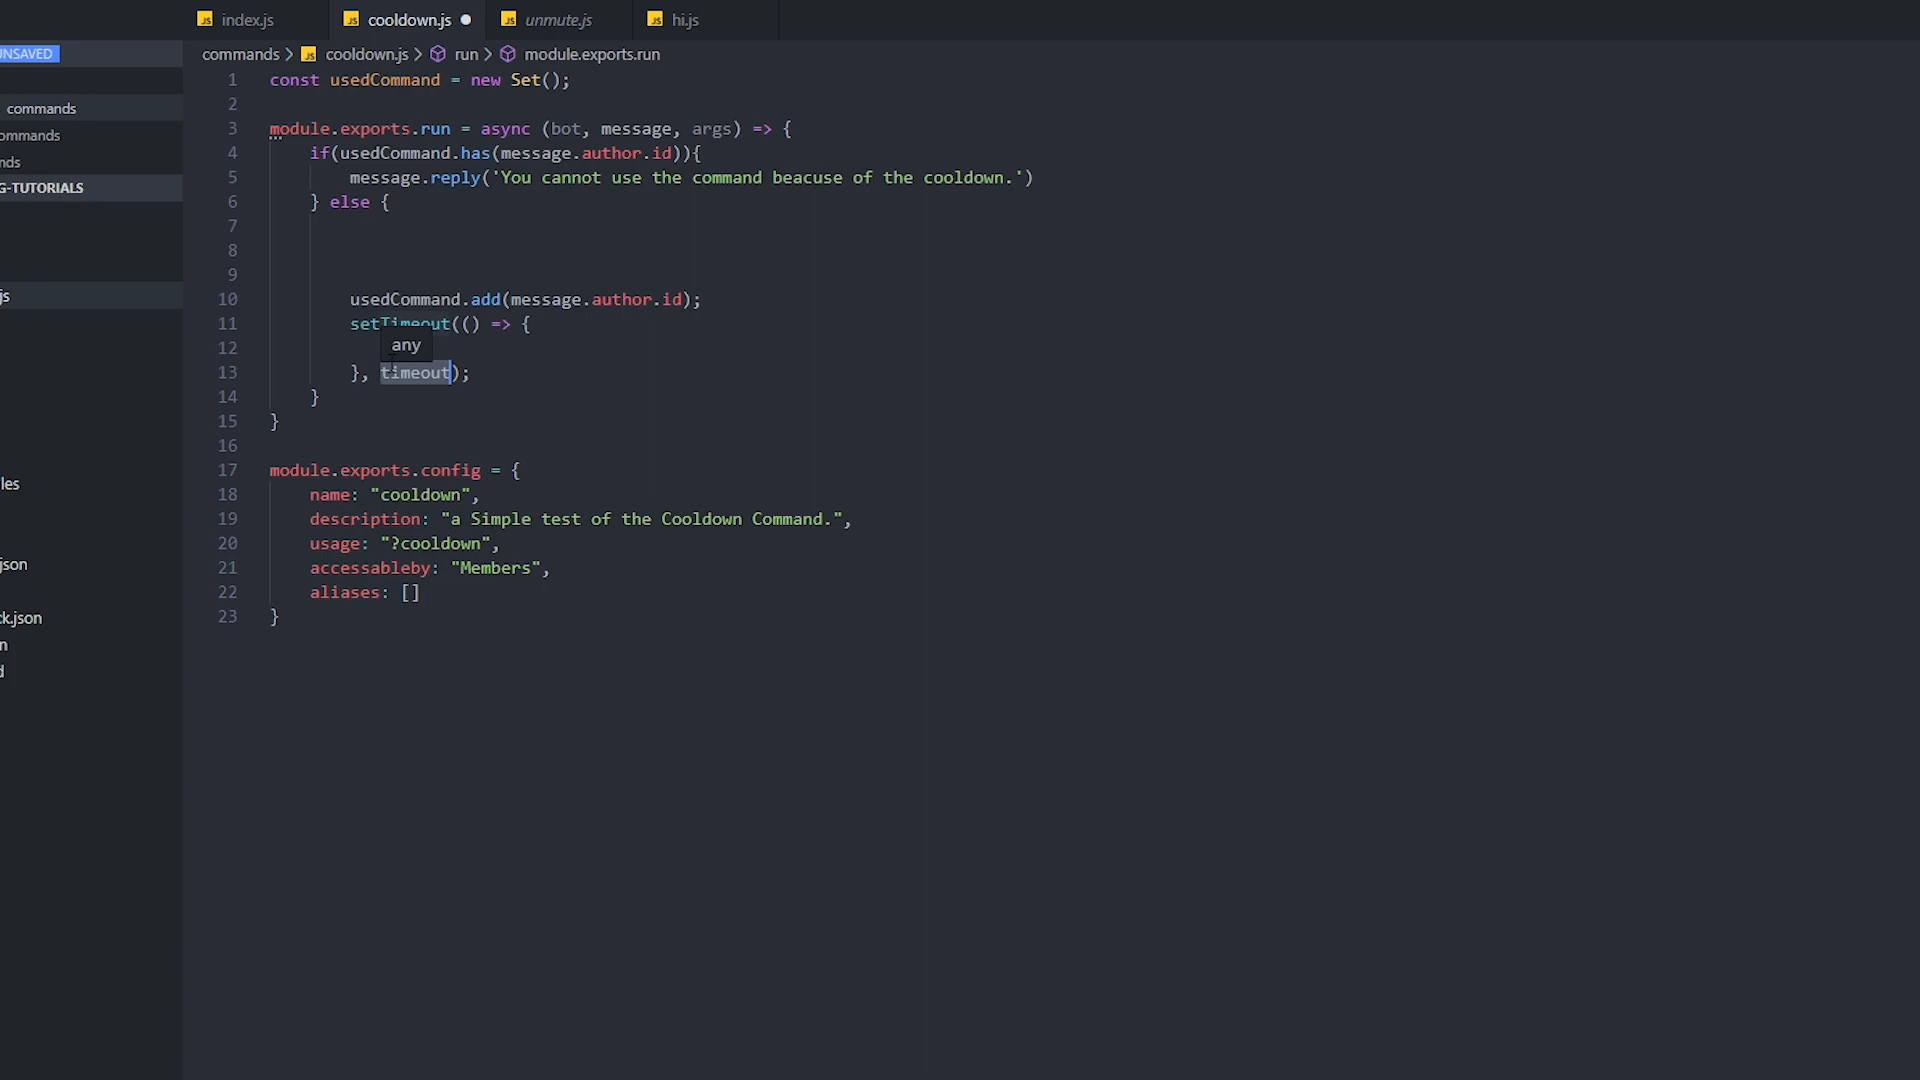 index.js cooldown.js unmute.js hi.js
UNSAVED
commands > cooldown.js > run > module.exports.run
commands
ommands
nds
G-TUTORIALS
js
les
json
ck.json
n
d
1 const usedCommand = new Set();
2
3 module.exports.run = async (bot, message, args) => {
4 if(usedCommand.has(message.author.id)){
5 message.reply('You cannot use the command beacuse of the cooldown.')
6 } else {
7
8
9
10 usedCommand.add(message.author.id);
11 setTimeout(() => {
any
12
13 }, timeout);
14 }
15 }
16
17 module.exports.config = {
18 name: "cooldown",
19 description: "a Simple test of the Cooldown Command.",
20 usage: "?cooldown",
21 accessableby: "Members",
22 aliases: []
23 }